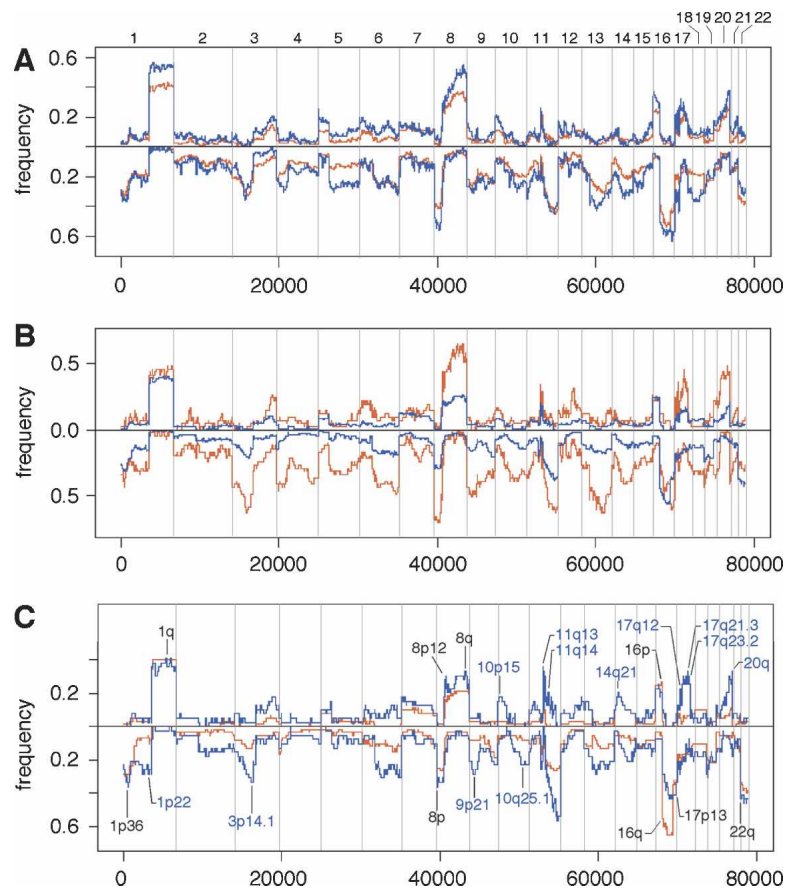 18 19 20 21 22
1 2 3 4 5 6 7 8 9 10 11 12 13 14 15 16 17
A
0.6
0.2
0.2
0.6
frequency
0 20000 40000 60000 80000
B
0.5
0.0
0.5
frequency
0 20000 40000 60000 80000
C
1q
8p12
8q
10p15
11q13
11q14
14q21
17q12
16p
17q21.3
17q23.2
20q
0.2
0.2
0.6
frequency
1p36
1p22
3p14.1
8p
9p21
10q25.1
16q
17p13
22q
0 20000 40000 60000 80000